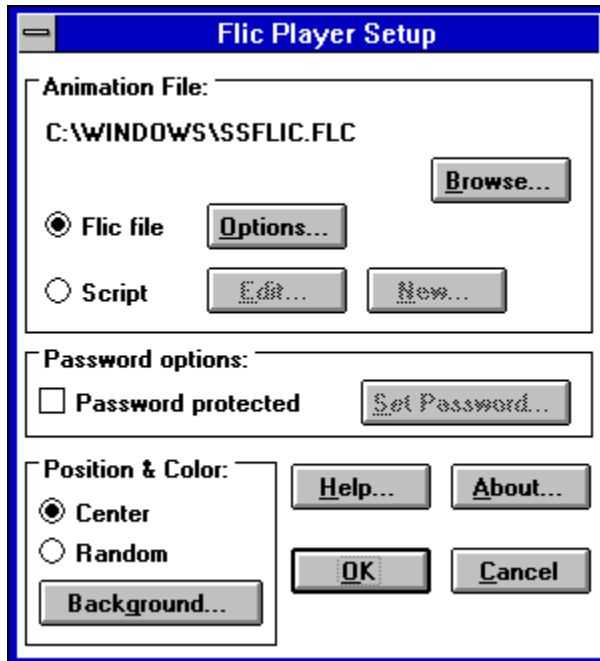 Flic Player Setup
Animation File:
C:\WINDOWS\SSFLIC.FLC
Browse...
Flic file Options...
Script Edit... New...
Password options:
Password protected Set Password...
Position & Color:
Center
Random
Background...
Help... About...
OK Cancel